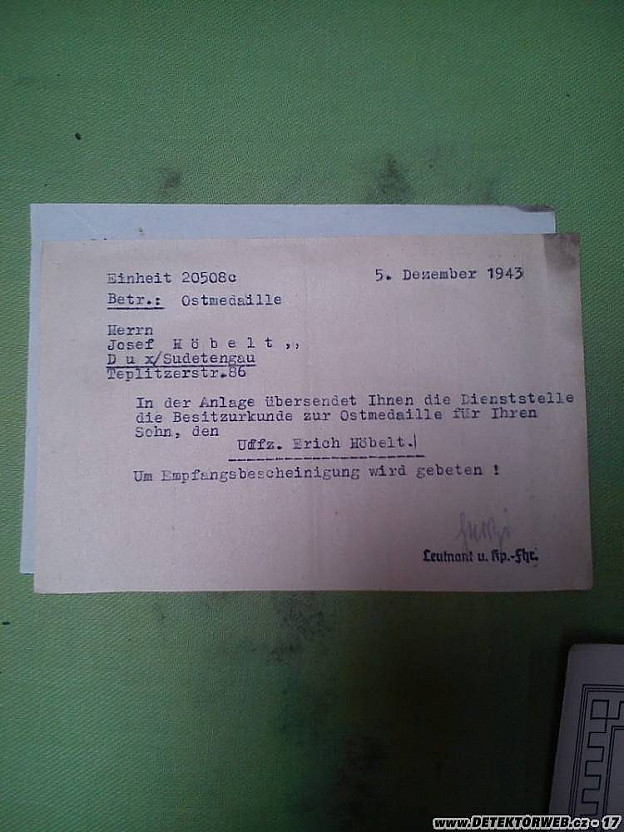 Einheit 20508c 5. Dezember 1943
Betr.: Ostmedaille
Herrn
Josef H ö b e l t ,,
D u x/Sudetengau
Teplitzerstr.86
In der Anlage übersendet Ihnen die Dienststelle
die Besitzurkunde zur Ostmedaille für Ihren
Sohn, den
Uffz. Erich Höbelt.
Um Empfangsbescheinigung wird gebeten !
Leutnant u. Kp.-Fhr.
www.DETEKTORWEB.cz © 17